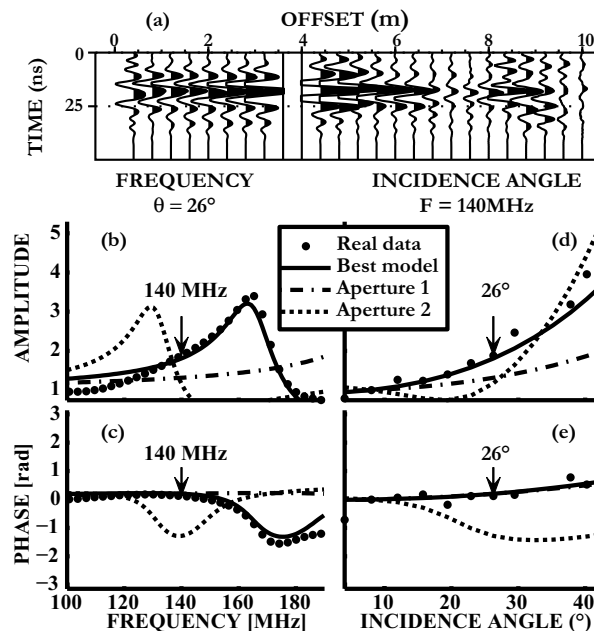 (a) OFFSET (m)
0 2 4 6 8 10
TIME (ns)
0
25
FREQUENCY
θ = 26°
INCIDENCE ANGLE
F = 140MHz
(b)
AMPLITUDE
5
4
3
2
1
140 MHz
Real data
Best model
Aperture 1
Aperture 2
(d)
26°
(c)
PHASE [rad]
3
2
1
0
−1
−2
−3
140 MHz
(e)
26°
100 120 140 160 180
FREQUENCY [MHz]
10 20 30 40
INCIDENCE ANGLE (°)